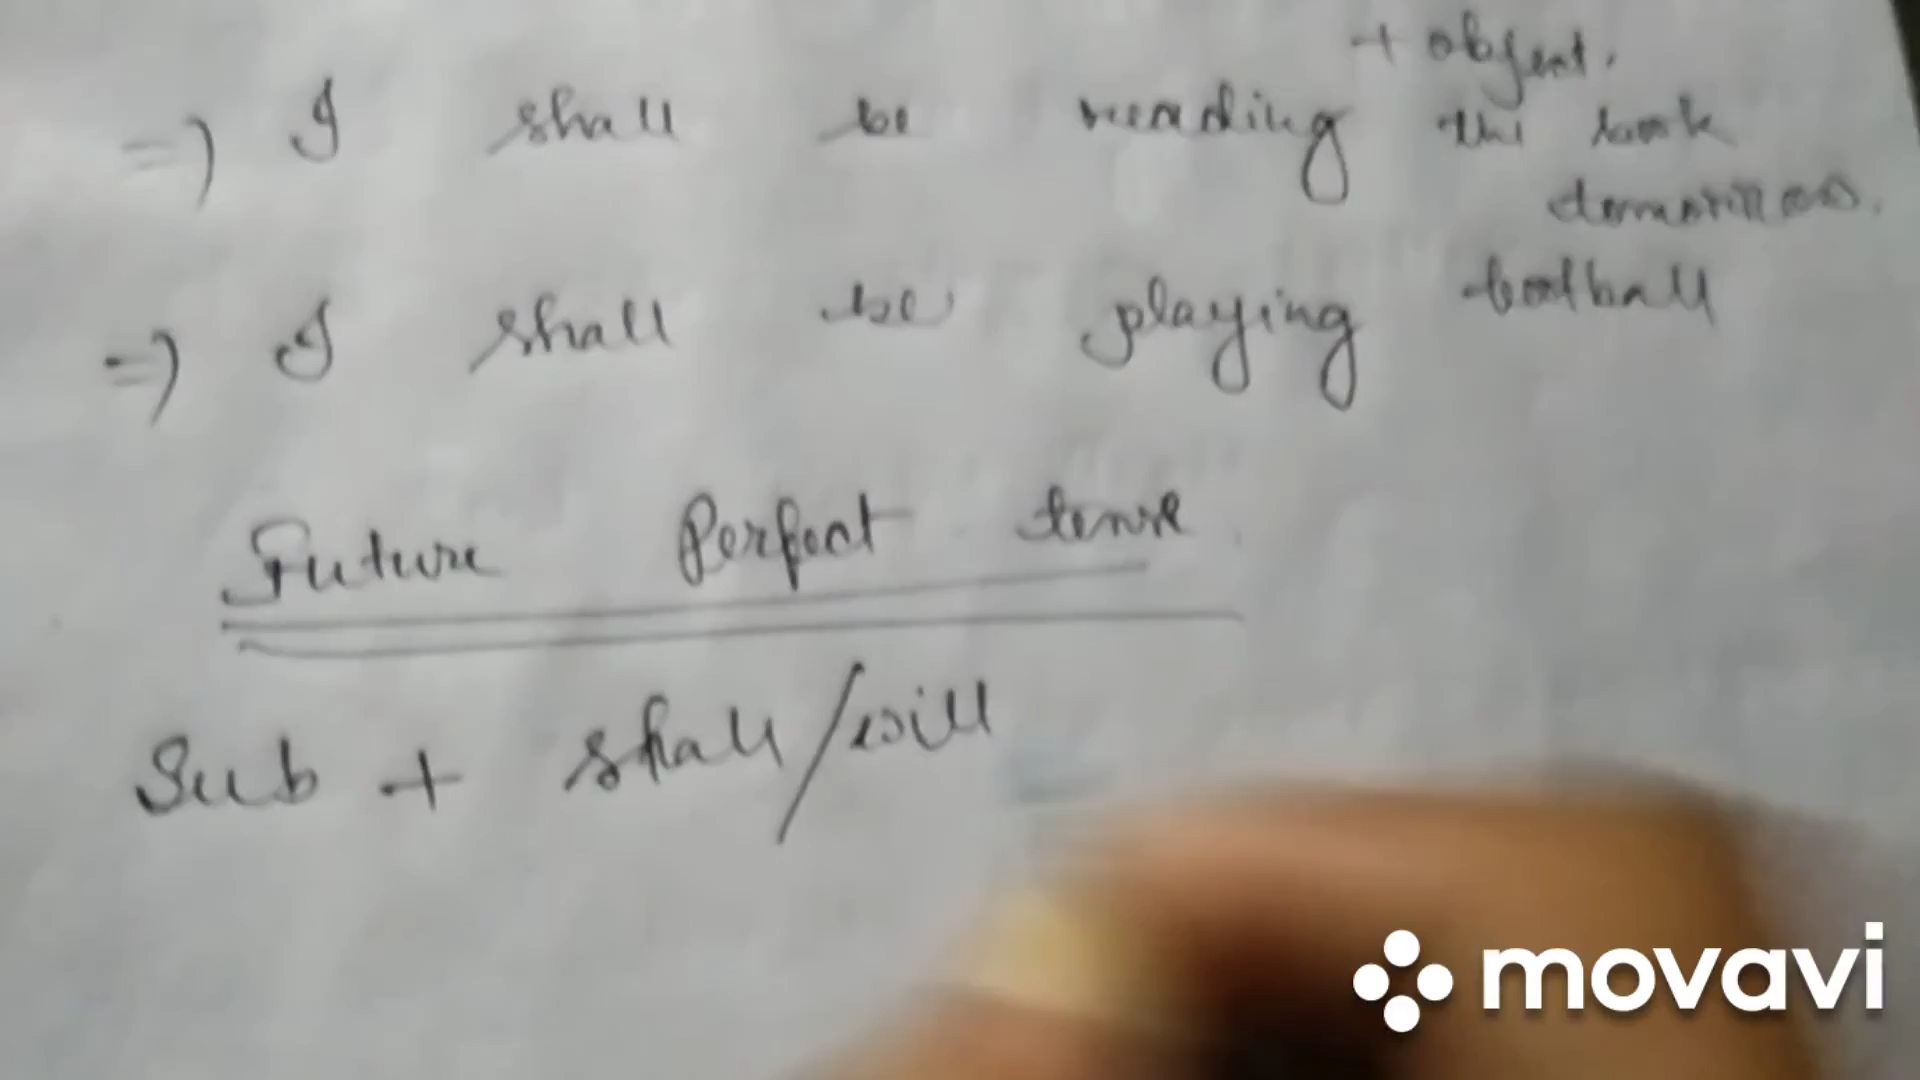 + object.
=) I shall be reading the book
tomorrow.
=) I shall be playing football
Future Perfect tense
Sub + shall/will
movavi